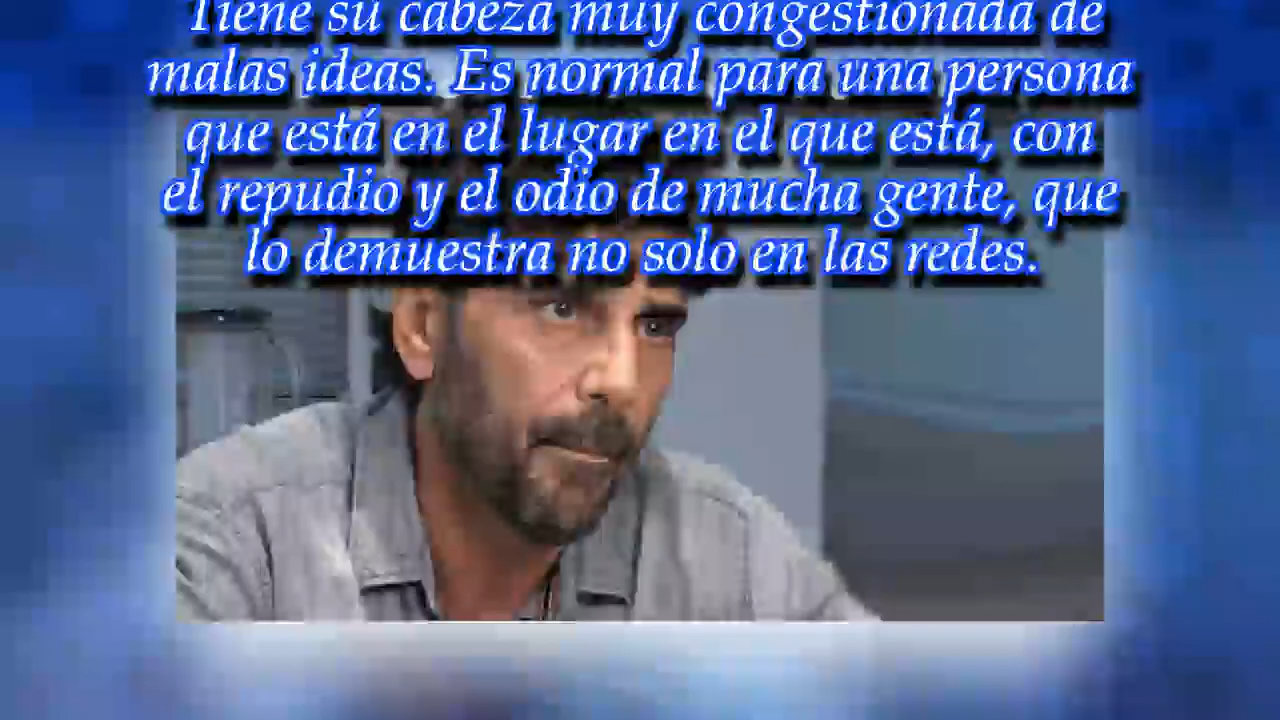 Tiene su cabeza muy congestionada de
malas ideas. Es normal para una persona
que está en el lugar en el que está, con
el repudio y el odio de mucha gente, que
lo demuestra no solo en las redes.